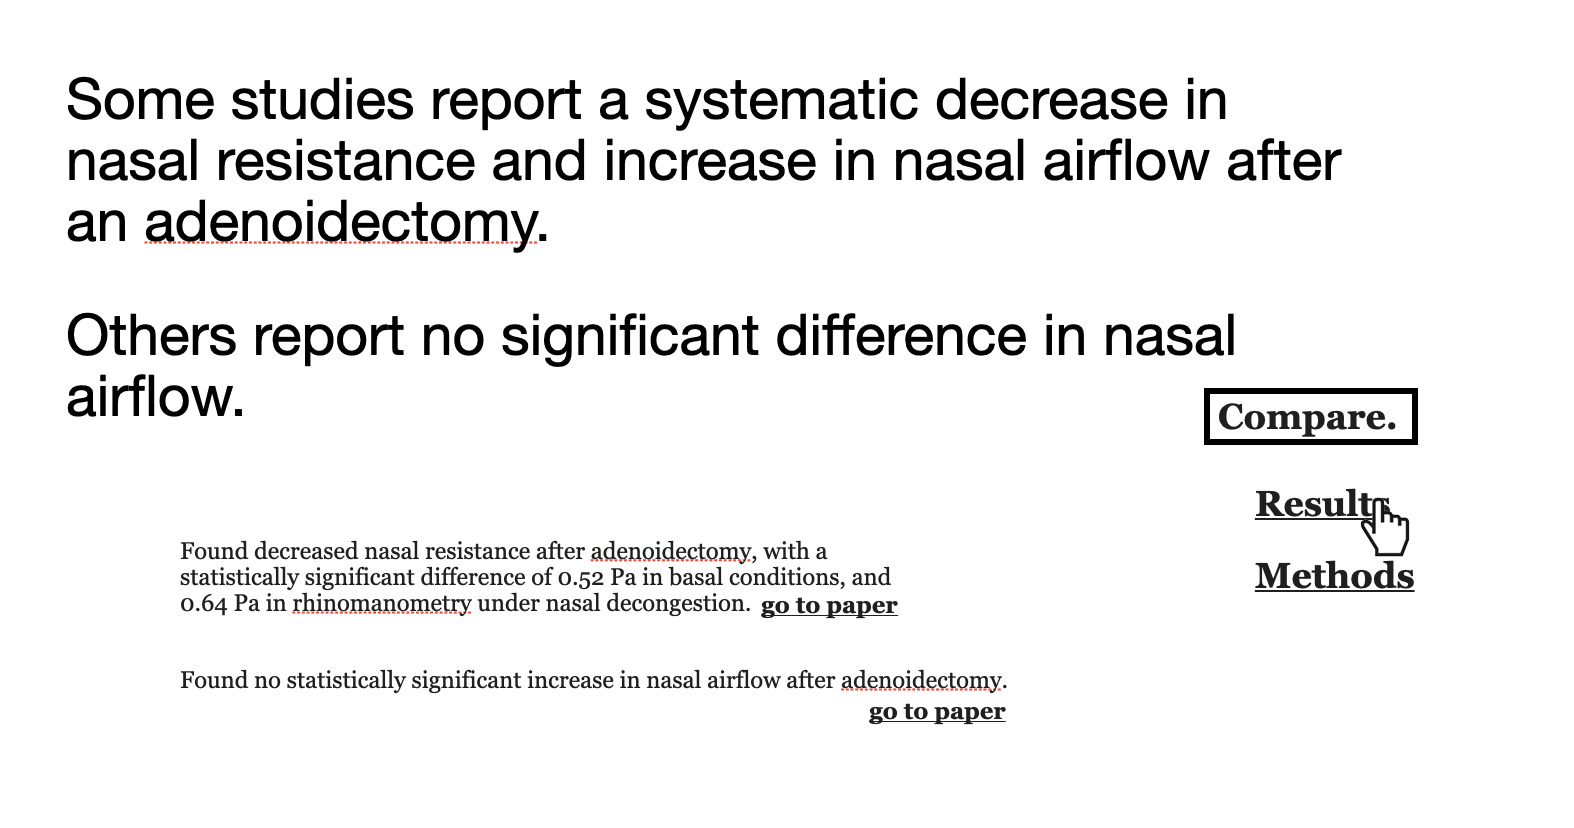 Some studies report a systematic decrease in
nasal resistance and increase in nasal airflow after
an adenoidectomy.
Others report no significant difference in nasal
airflow.
Compare.
Results
Methods
Found decreased nasal resistance after adenoidectomy, with a
statistically significant difference of 0.52 Pa in basal conditions, and
0.64 Pa in rhinomanometry under nasal decongestion. go to paper
Found no statistically significant increase in nasal airflow after adenoidectomy.
go to paper